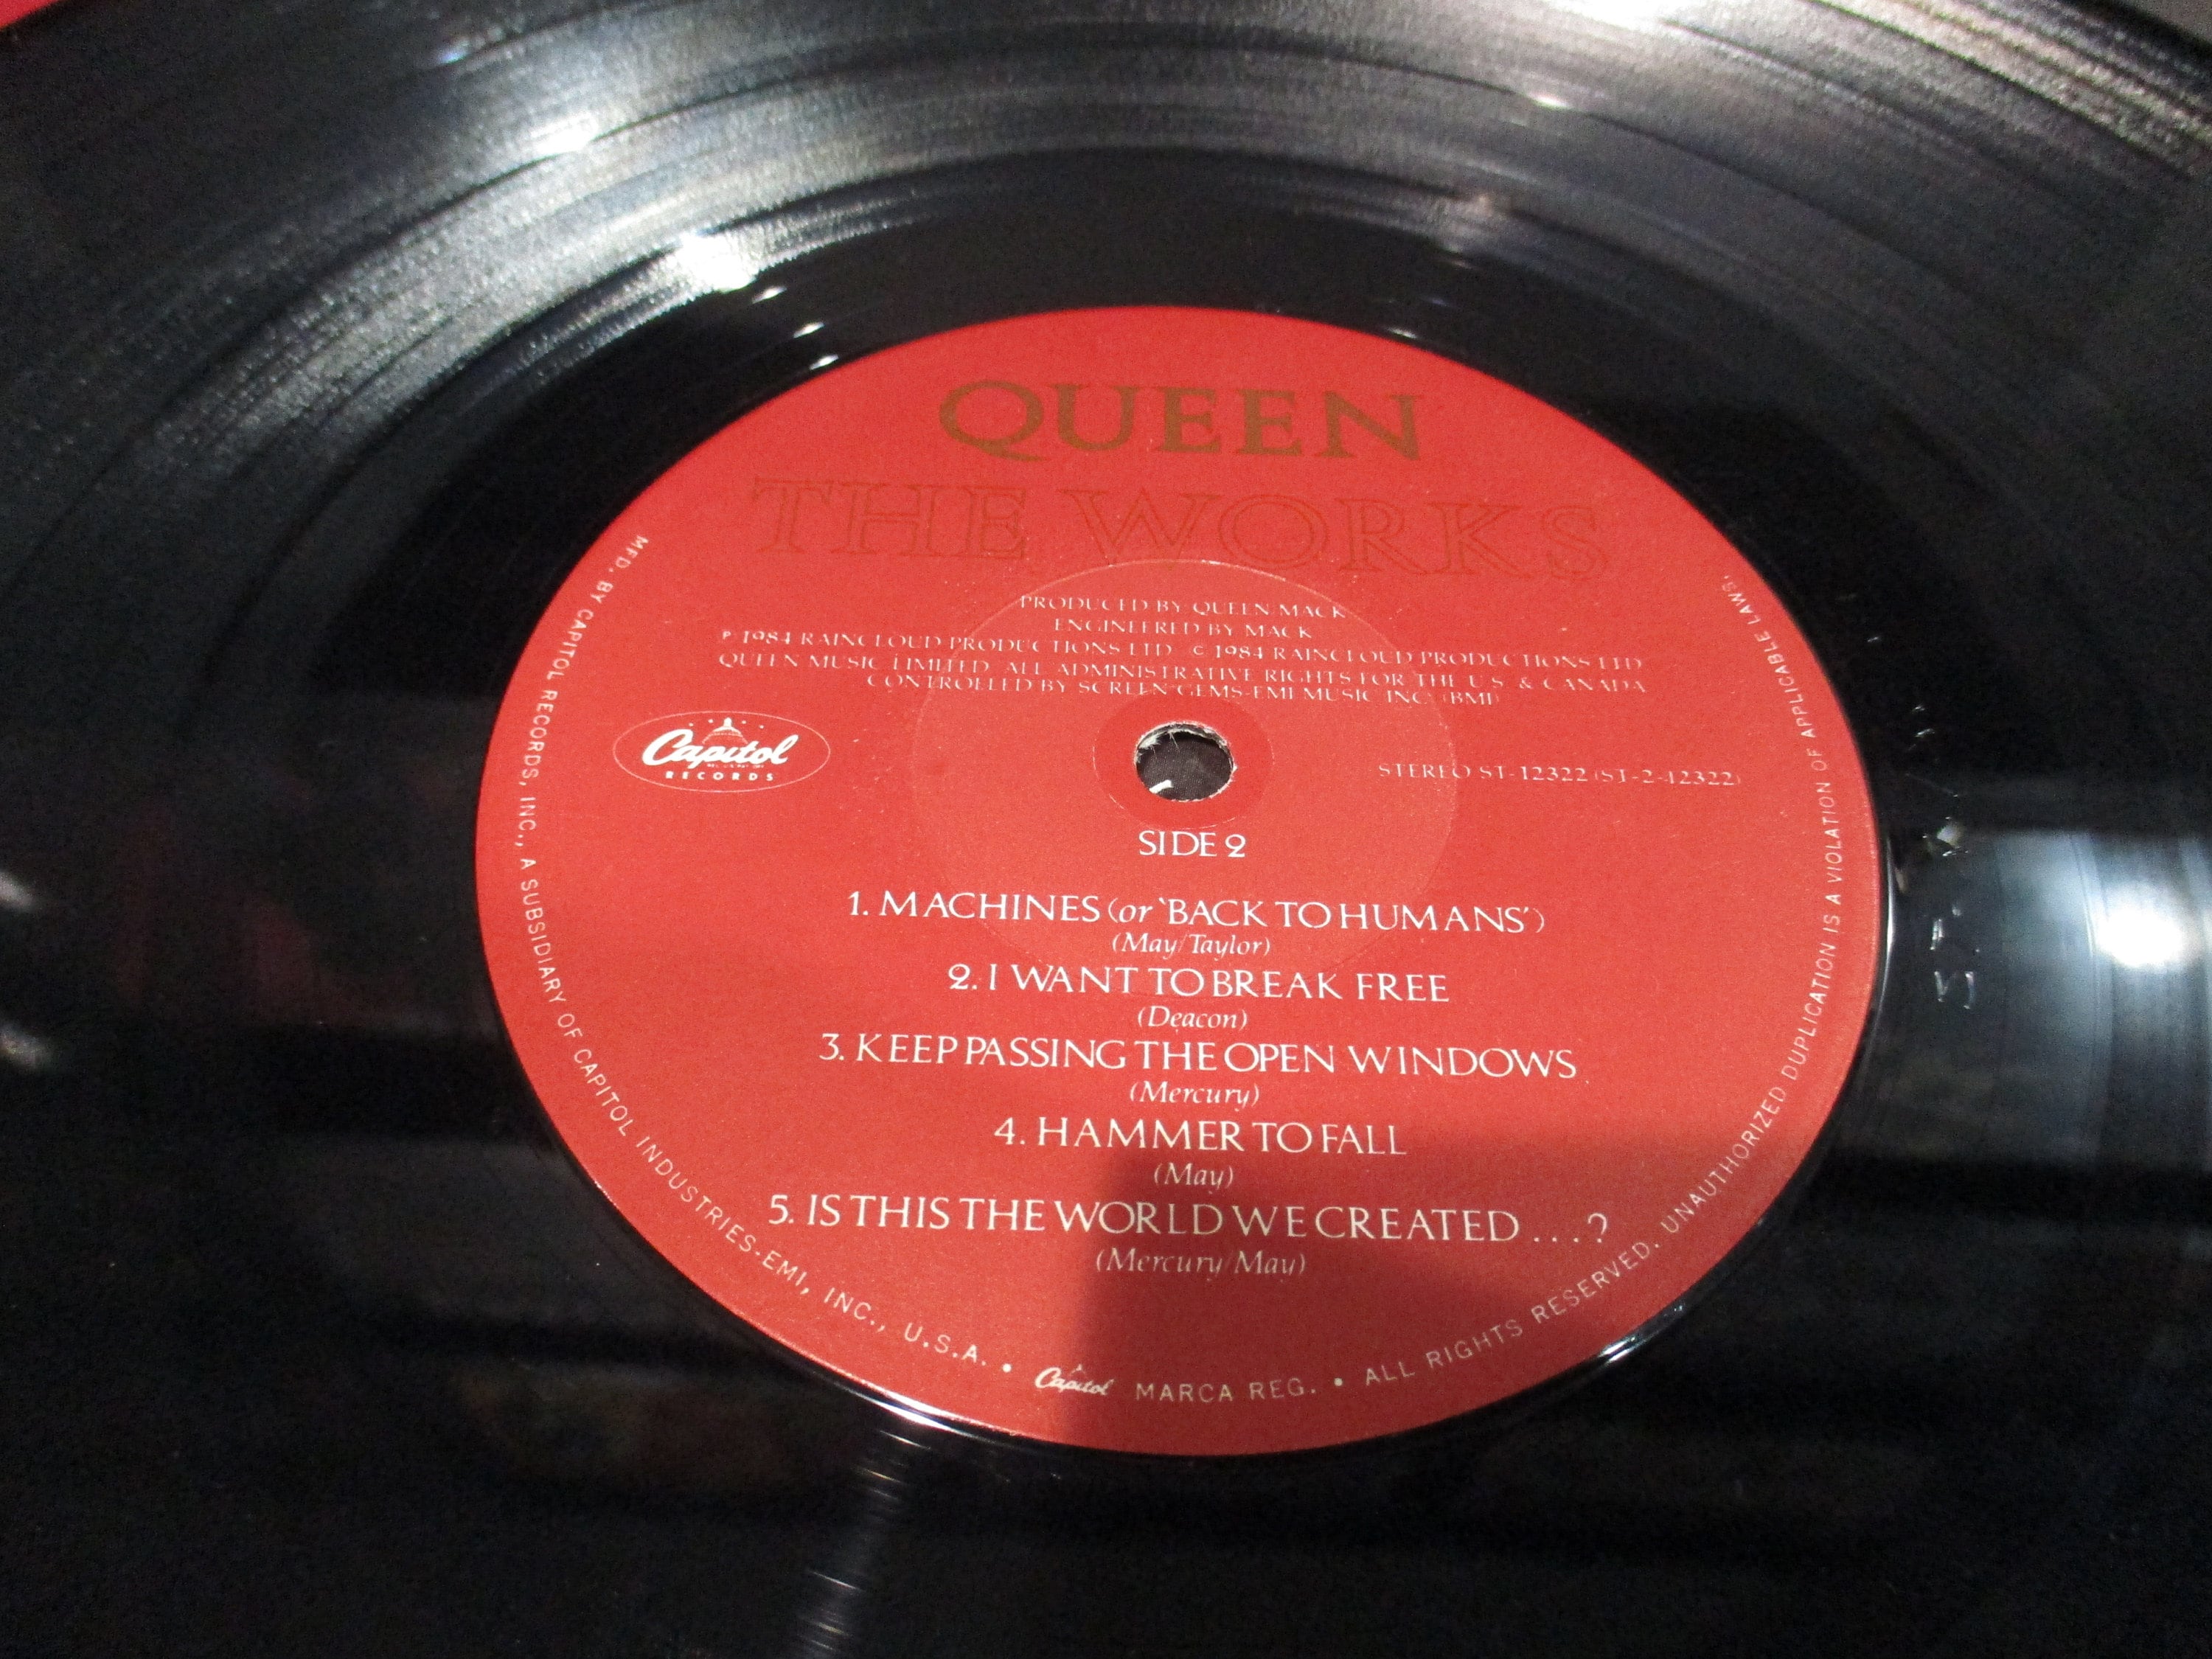 QUEEN
THE WORKS
PRODUCED BY: QUEEN/MACK
ENGINEERED BY MACK
℗ 1984 RAINCLOUD PRODUCTIONS LTD © 1984 RAINCLOUD PRODUCTIONS LTD
QUEEN MUSIC LIMITED. ALL ADMINISTRATIVE RIGHTS FOR THE U.S. & CANADA
CONTROLLED BY SCREEN GEMS-EMI MUSIC INC. (BMI)
Capitol
RECORDS
STEREO ST-12322 (ST-2-12322)
SIDE 2
1. MACHINES (or 'BACK TO HUMANS')
(May/Taylor)
2. I WANT TO BREAK FREE
(Deacon)
3. KEEP PASSING THE OPEN WINDOWS
(Mercury)
4. HAMMER TO FALL
(May)
5. IS THIS THE WORLD WE CREATED ...?
(Mercury/May)
MFD. BY CAPITOL RECORDS, INC., A SUBSIDIARY OF CAPITOL INDUSTRIES-EMI, INC., U.S.A. • Capitol MARCA REG. • ALL RIGHTS RESERVED. UNAUTHORIZED DUPLICATION IS A VIOLATION OF APPLICABLE LAWS.